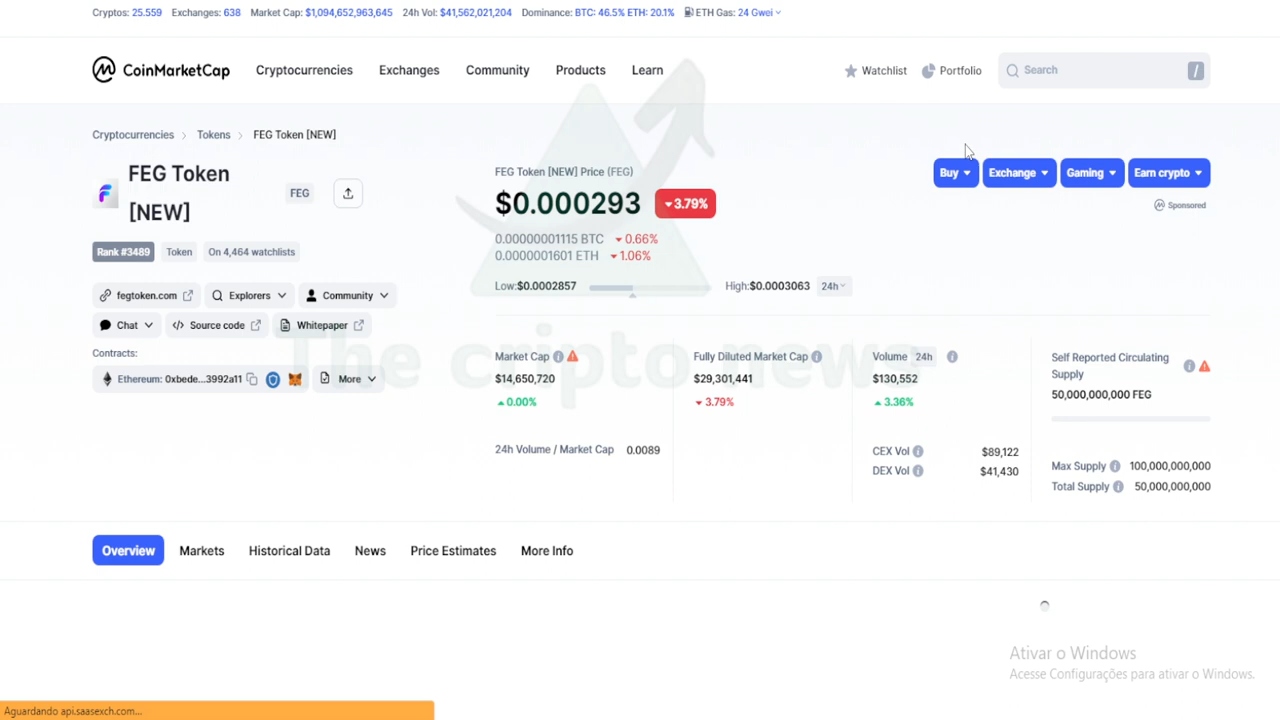 Cryptos: 25.559 Exchanges: 638 Market Cap: $1,094,652,963,645 24h Vol: $41,562,021,204 Dominance: BTC: 46.5% ETH: 20.1% ETH Gas: 24 Gwei
CoinMarketCap Cryptocurrencies Exchanges Community Products Learn Watchlist Portfolio Search /
Cryptocurrencies > Tokens > FEG Token [NEW]
FEG Token [NEW]
FEG
Rank #3489 Token On 4,464 watchlists
fegtoken.com Explorers Community
Chat Source code Whitepaper
Contracts:
Ethereum: 0xbede...3992a11 More
FEG Token [NEW] Price (FEG)
$0.000293 3.79%
0.00000001115 BTC 0.66%
0.0000001601 ETH 1.06%
Low:$0.0002857 High:$0.0003063 24h
Buy Exchange Gaming Earn crypto
Sponsored
Market Cap
$14,650,720
0.00%
24h Volume / Market Cap 0.0089
Fully Diluted Market Cap
$29,301,441
3.79%
Volume 24h
$130,552
3.36%
CEX Vol $89,122
DEX Vol $41,430
Self Reported Circulating
Supply
50,000,000,000 FEG
Max Supply 100,000,000,000
Total Supply 50,000,000,000
The cripto news
Overview Markets Historical Data News Price Estimates More Info
Ativar o Windows
Acesse Configurações para ativar o Windows.
Aguardando api.saasexch.com...